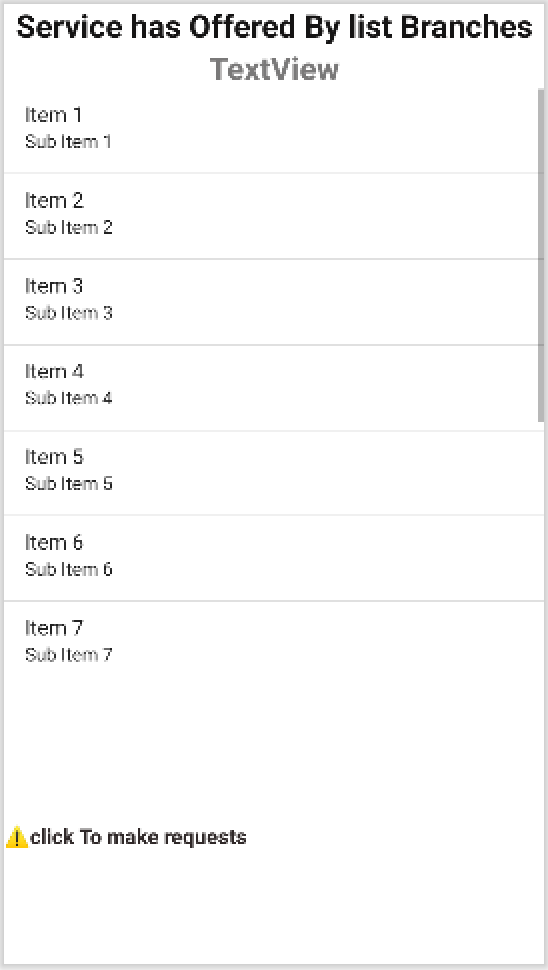 Service has Offered By list Branches
TextView
Item 1
Sub Item 1
Item 2
Sub Item 2
Item 3
Sub Item 3
Item 4
Sub Item 4
Item 5
Sub Item 5
Item 6
Sub Item 6
Item 7
Sub Item 7
⚠️click To make requests